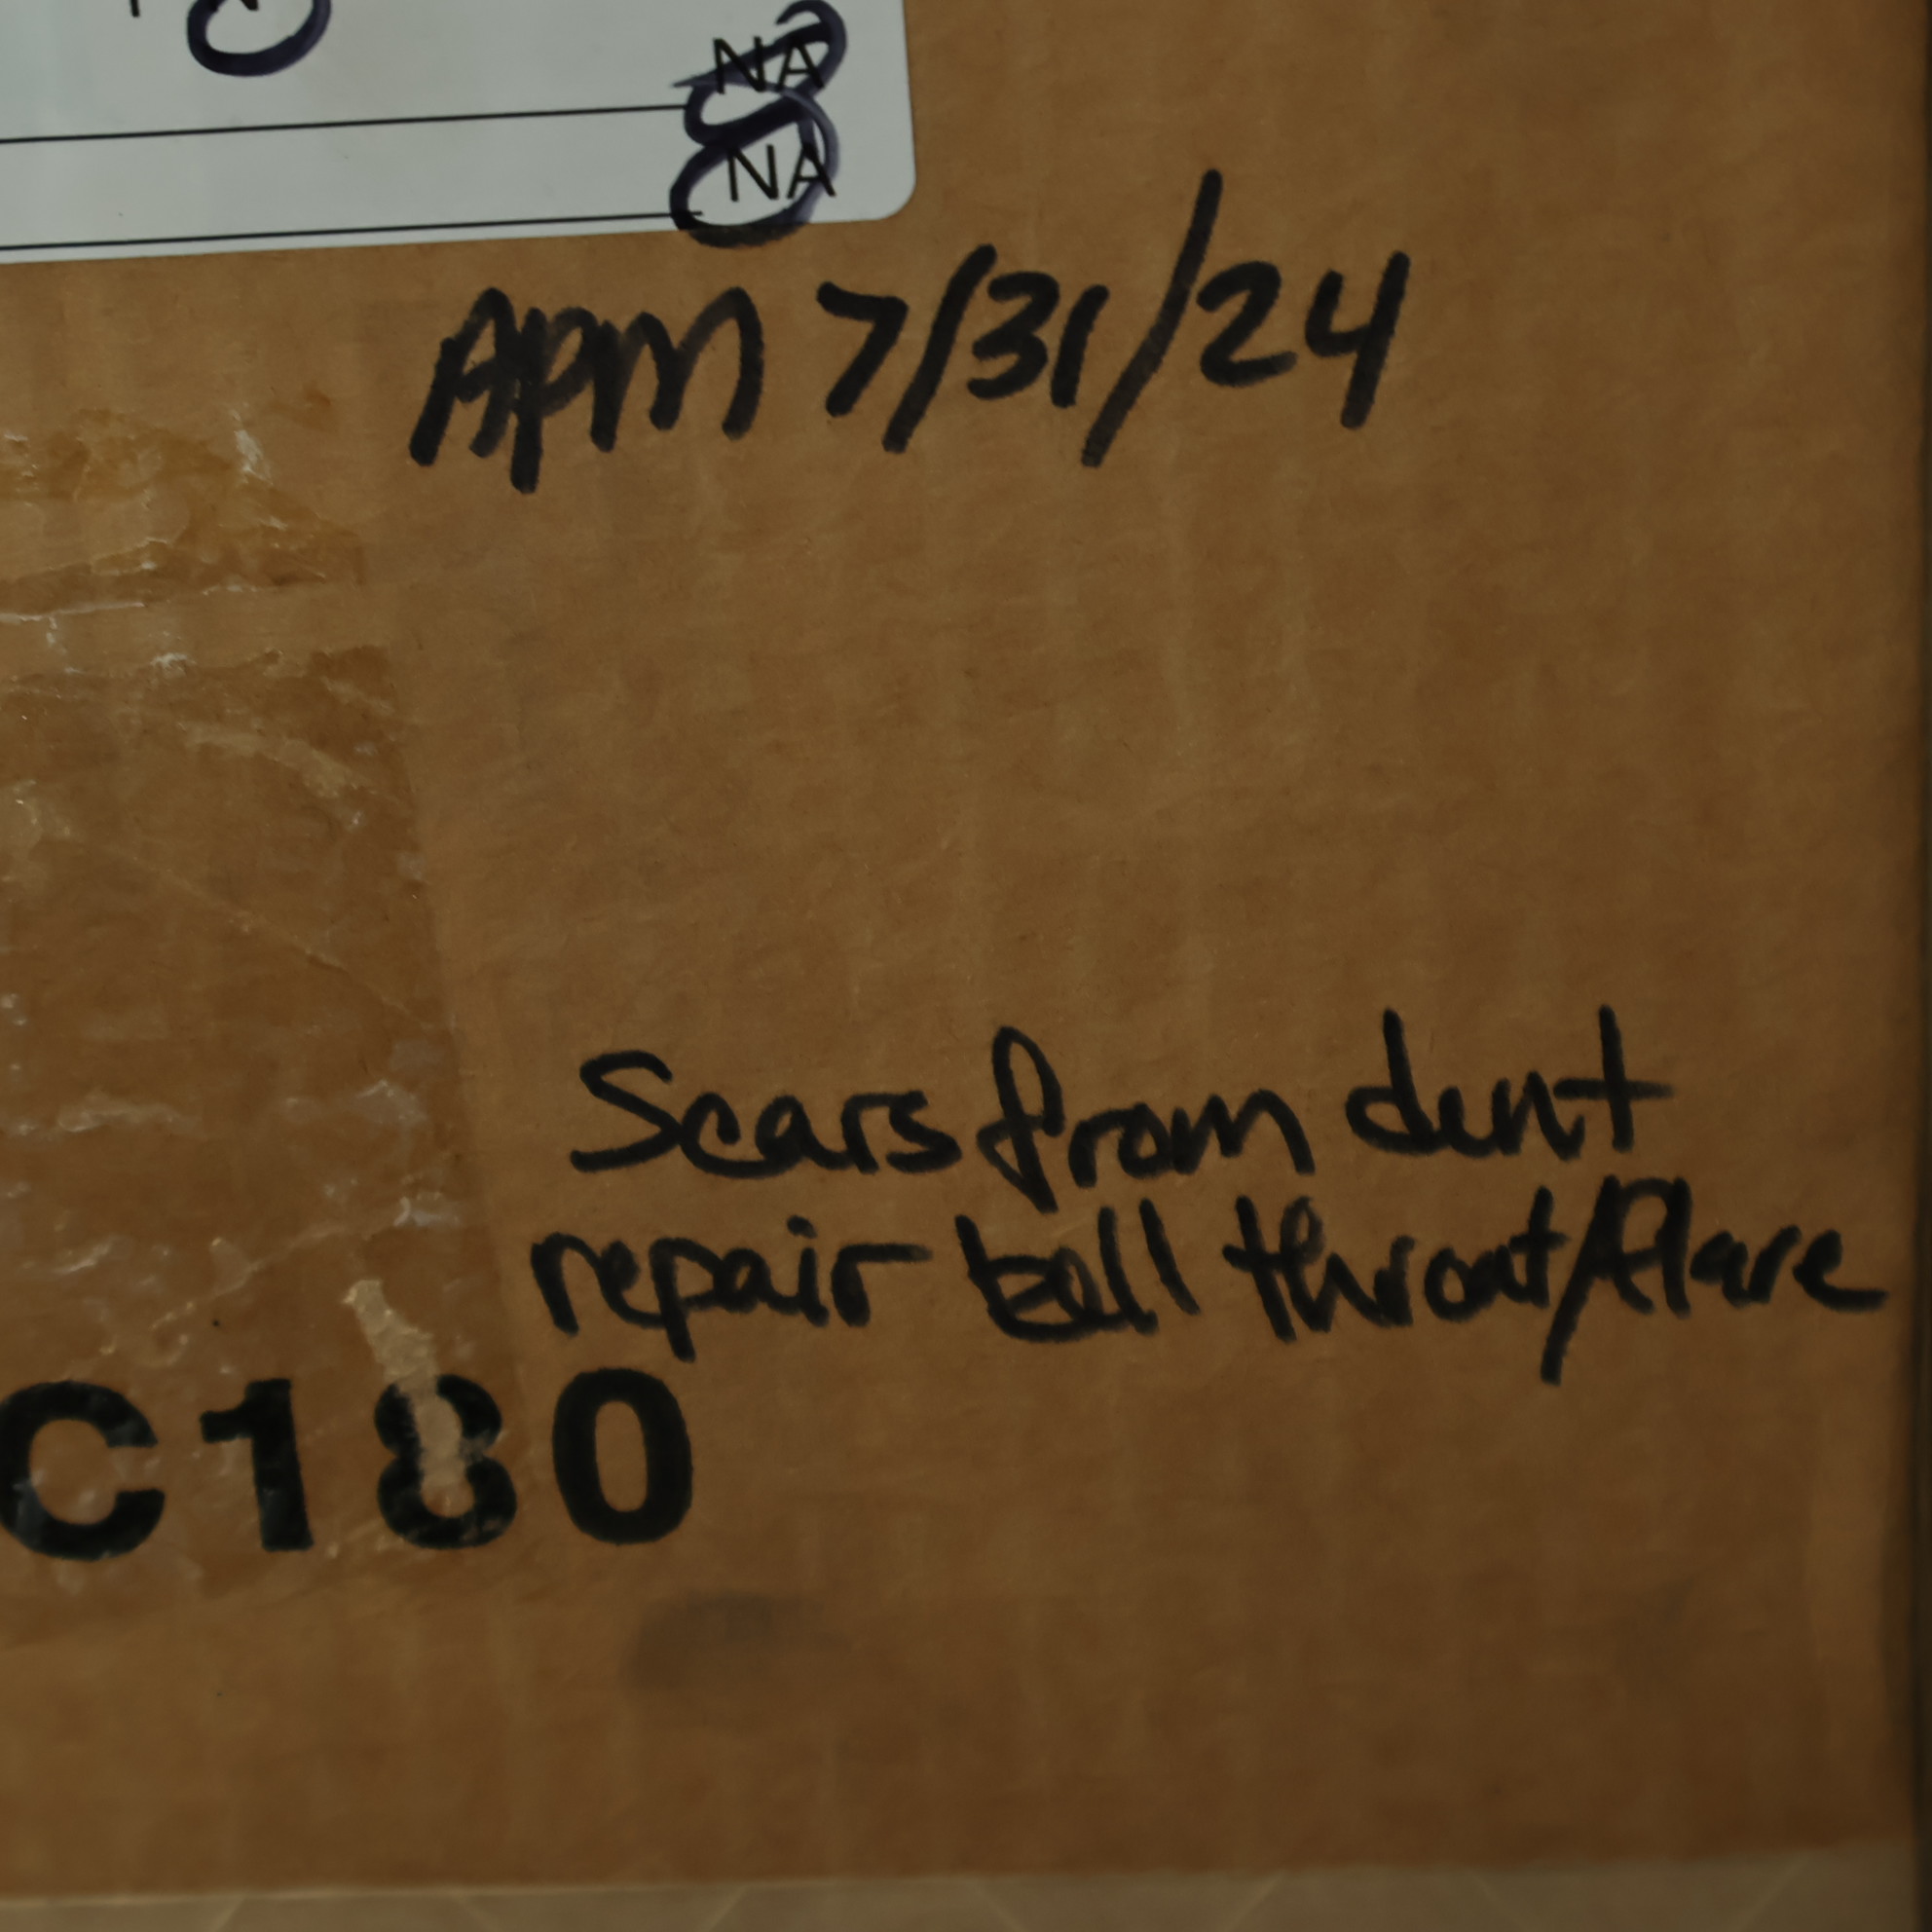 NA
NA
APM 7/31/24
Scars from dent
repair bell throat/flare
C180